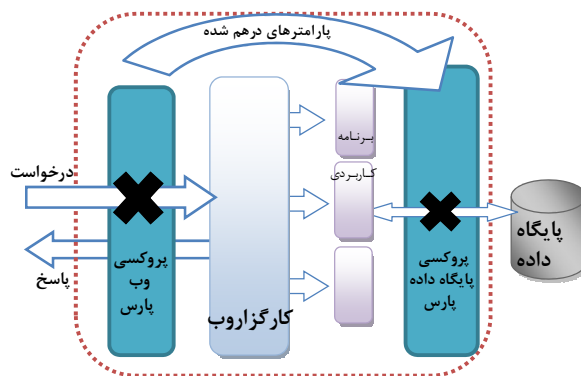 پارامترهای درهم شده
درخواست
پاسخ
پروکسی
وب
پارس
کارگزاروب
برنامه
کاربردی
پروکسی
پایگاه داده
پارس
پایگاه
داده